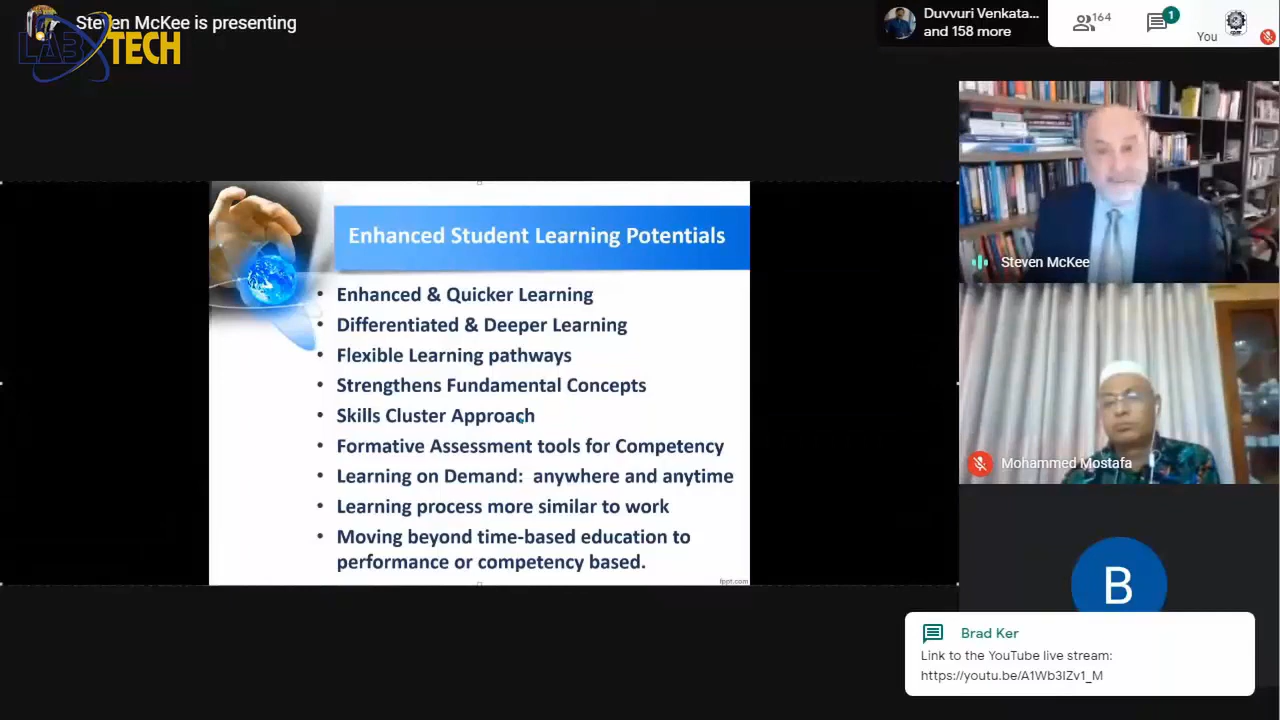 Steven McKee is presenting
LAB TECH
Duvvuri Venkata...
and 158 more
164
1
You
Enhanced Student Learning Potentials
• Enhanced & Quicker Learning
• Differentiated & Deeper Learning
• Flexible Learning pathways
• Strengthens Fundamental Concepts
• Skills Cluster Approach
• Formative Assessment tools for Competency
• Learning on Demand: anywhere and anytime
• Learning process more similar to work
• Moving beyond time-based education to
performance or competency based.
fppt.com
Steven McKee
Mohammed Mostafa
B
Brad Ker
Link to the YouTube live stream:
https://youtu.be/A1Wb3IZv1_M